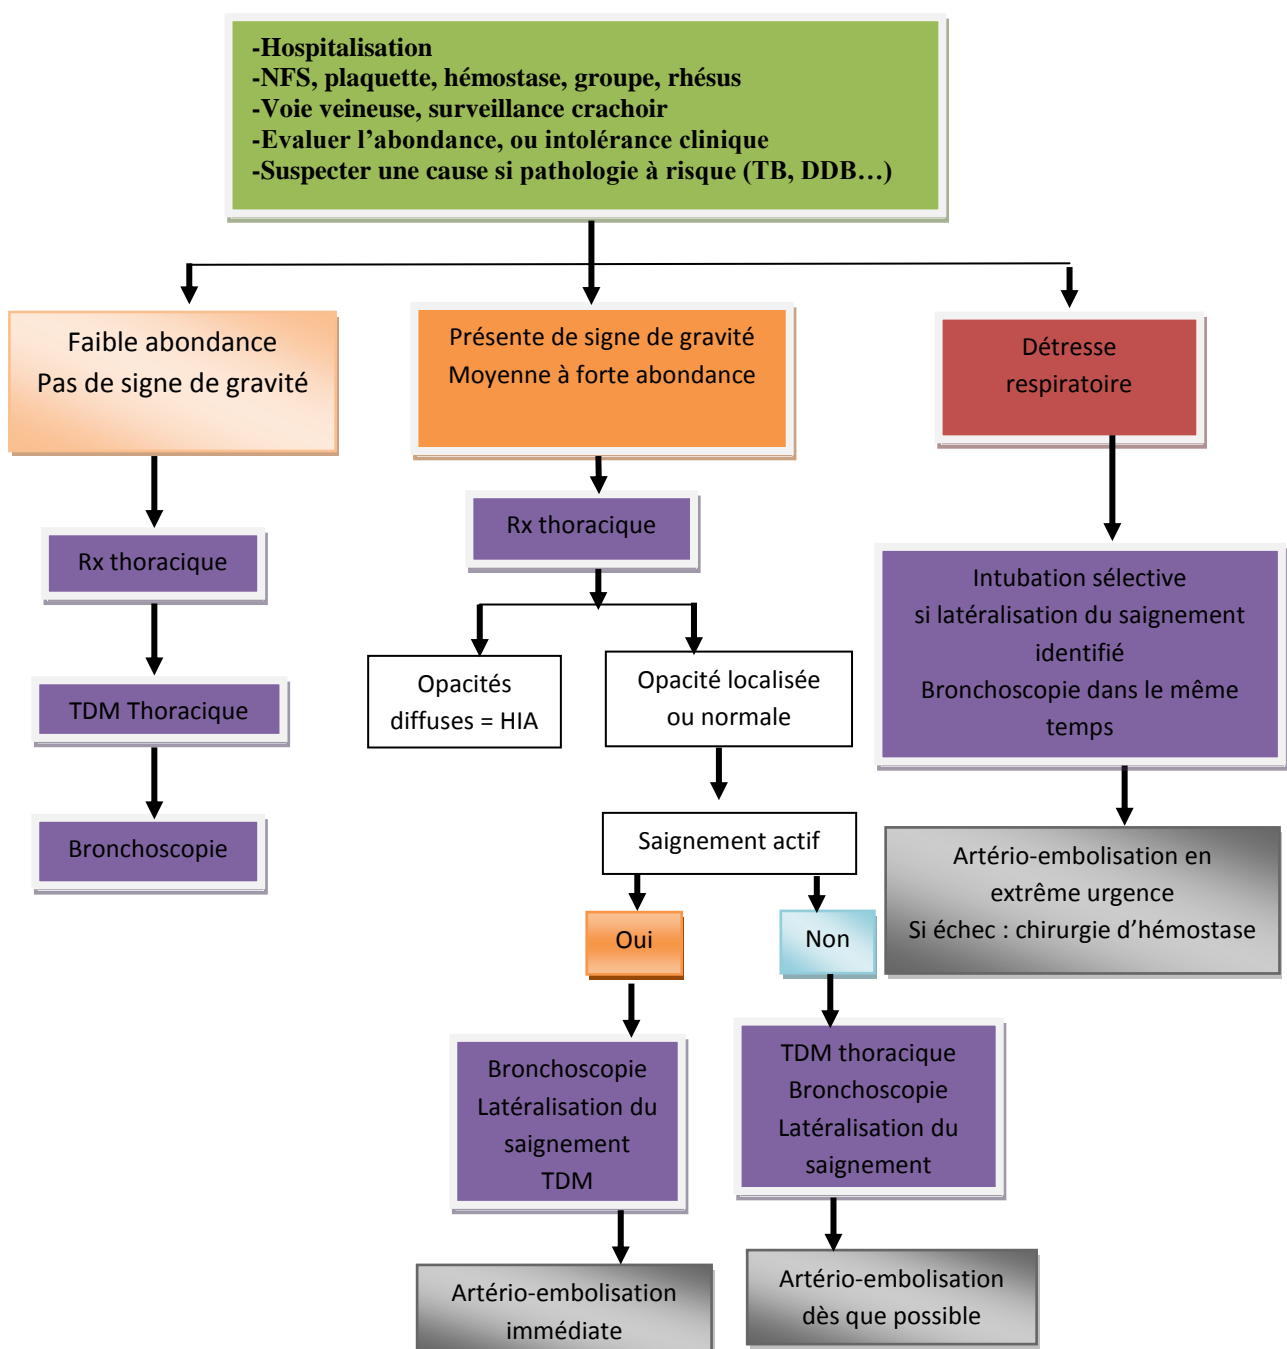 -Hospitalisation
-NFS, plaquette, hémostase, groupe, rhésus
-Voie veineuse, surveillance crachoir
-Evaluer l’abondance, ou intolérance clinique
-Suspecter une cause si pathologie à risque (TB, DDB…)
Faible abondance
Pas de signe de gravité
Présente de signe de gravité
Moyenne à forte abondance
Détresse
respiratoire
Rx thoracique
TDM Thoracique
Bronchoscopie
Rx thoracique
Opacités
diffuses = HIA
Opacité localisée
ou normale
Saignement actif
Oui
Non
Bronchoscopie
Latéralisation du
saignement
TDM
TDM thoracique
Bronchoscopie
Latéralisation du
saignement
Artério-embolisation
immédiate
Artério-embolisation
dès que possible
Intubation sélective
si latéralisation du saignement
identifié
Bronchoscopie dans le même
temps
Artério-embolisation en
extrême urgence
Si échec : chirurgie d’hémostase